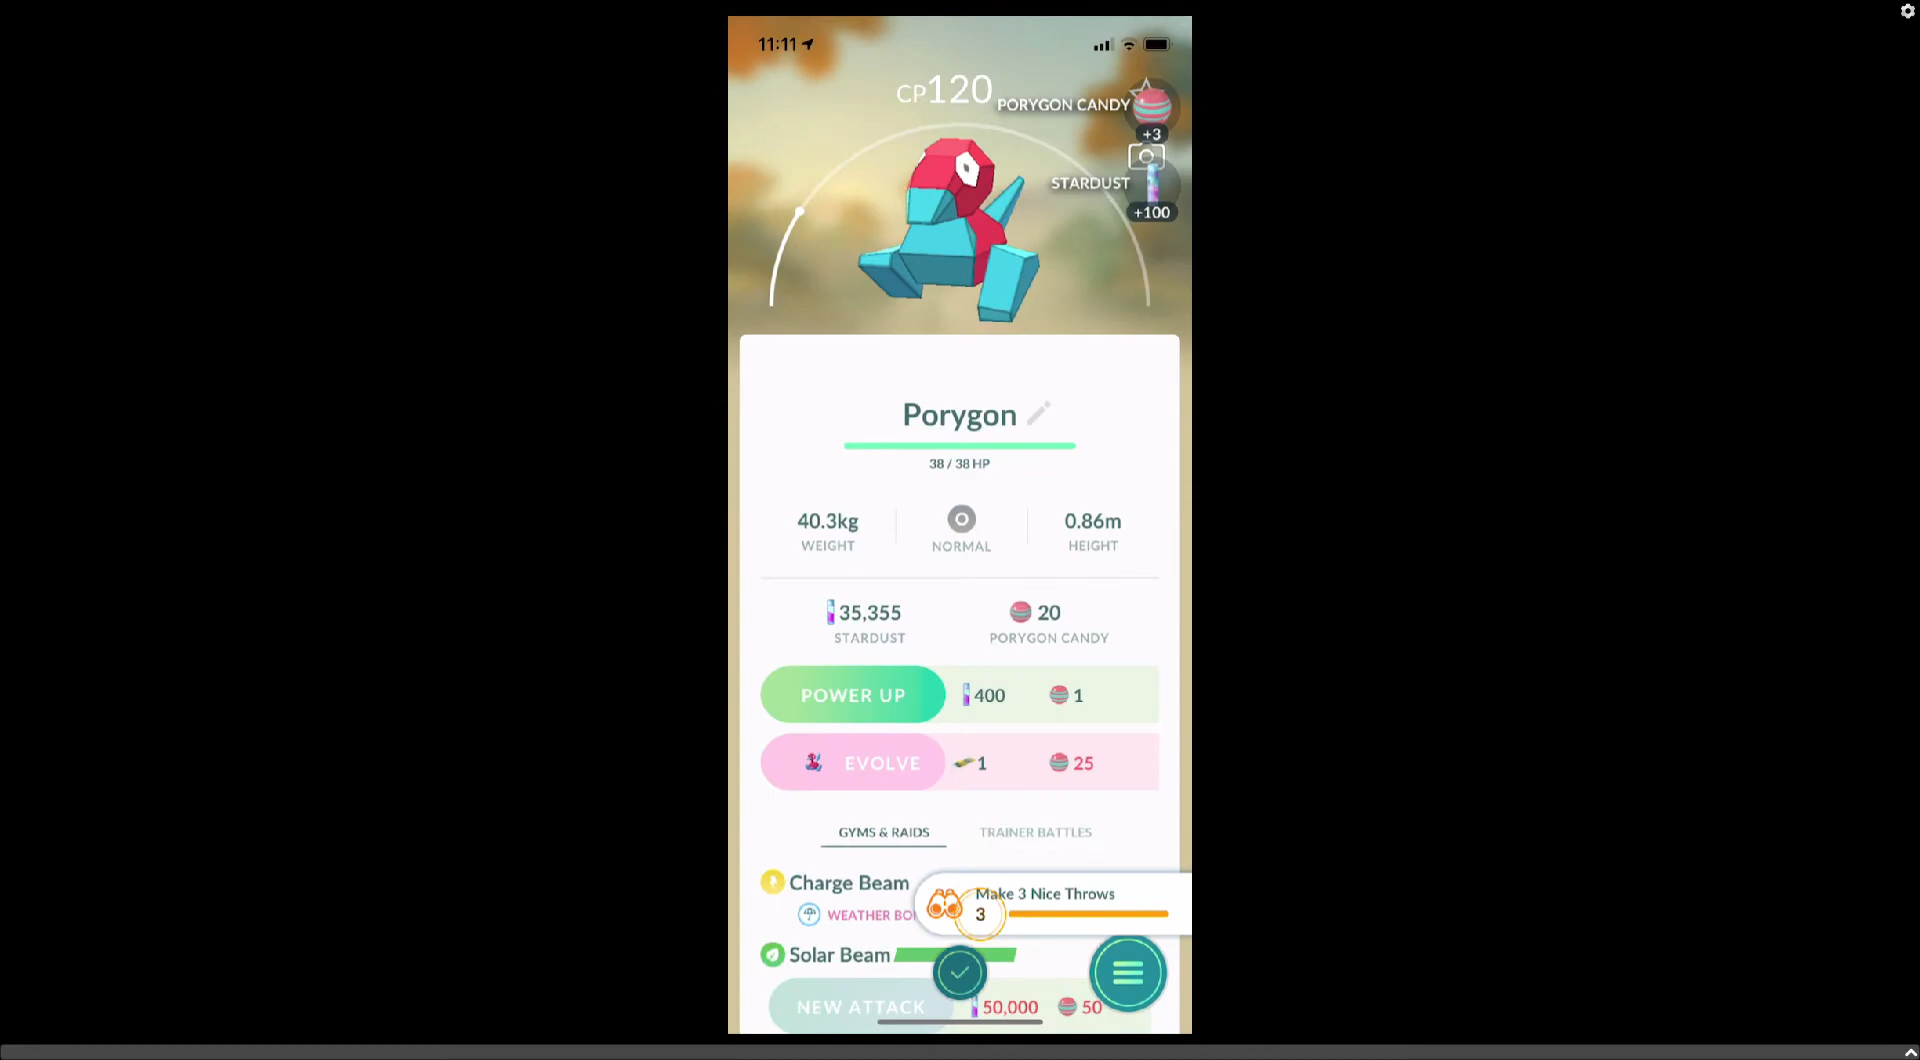 11:11
CP120
PORYGON CANDY
+3
STARDUST
+100
Porygon
38 / 38 HP
40.3kg
WEIGHT
NORMAL
0.86m
HEIGHT
35,355
STARDUST
20
PORYGON CANDY
POWER UP
400
1
EVOLVE
1
25
GYMS & RAIDS
TRAINER BATTLES
Charge Beam
WEATHER
Make 3 Nice Throws
3
Solar Beam
NEW ATTACK
50,000
50